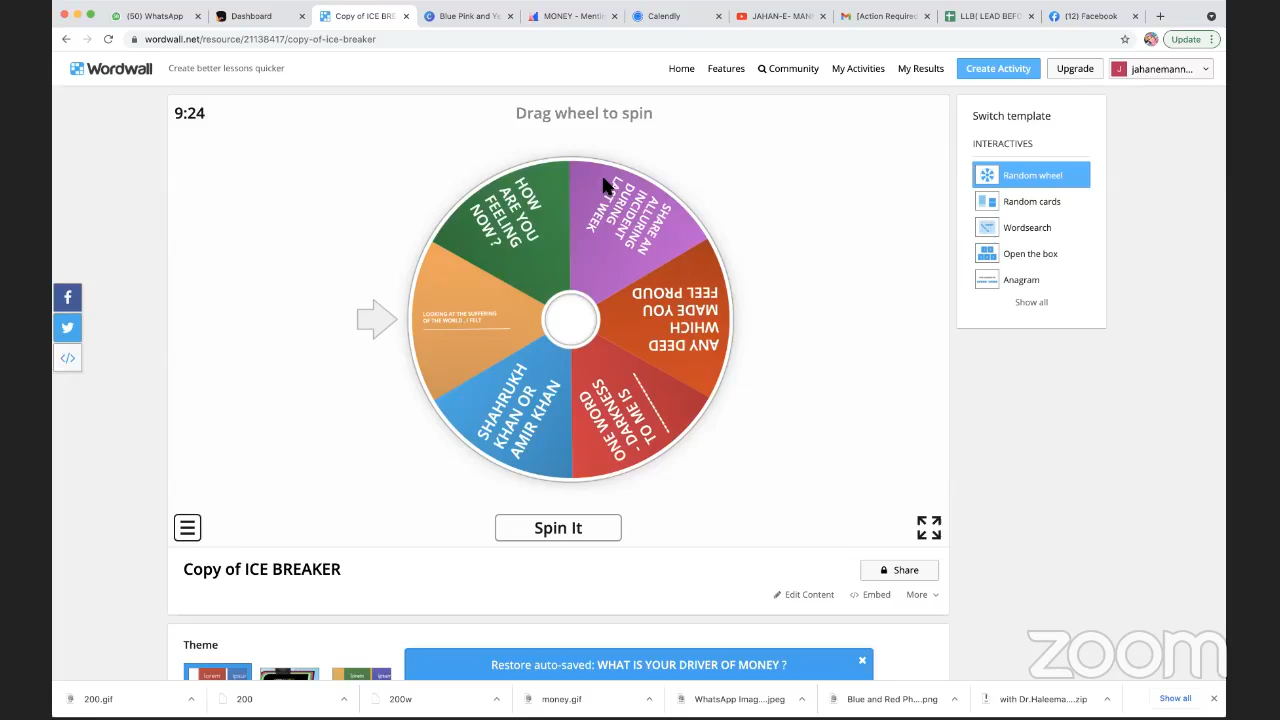 (50) WhatsApp
Dashboard
Copy of ICE BRE
Blue Pink and Ye
MONEY - Mentim
Calendly
JAHAN-E- MANN
[Action Required
LLB( LEAD BEFO
(12) Facebook
wordwall.net/resource/21138417/copy-of-ice-breaker
Update
Wordwall
Create better lessons quicker
Home
Features
Community
My Activities
My Results
Create Activity
Upgrade
J
jahanemann...
9:24
Drag wheel to spin
HOW
ARE YOU
FEELING
NOW ?
SHARE AN
ALLURING
INCIDENT
DURING
LAST WEEK
ANY DEED
WHICH
MADE YOU
FEEL PROUD
ONE WORD
- DARKNESS
TO ME IS
SHAHRUKH
KHAN OR
AMIR KHAN
LOOKING AT THE SUFFERING
OF THE WORLD , I FELT
Spin It
Switch template
INTERACTIVES
Random wheel
Random cards
Wordsearch
Open the box
Anagram
Show all
Copy of ICE BREAKER
Share
Edit Content
Embed
More
Theme
Restore auto-saved: WHAT IS YOUR DRIVER OF MONEY ?
zoom
200.gif
200
200w
money.gif
WhatsApp Imag....jpeg
Blue and Red Ph....png
with Dr.Haleema....zip
Show all